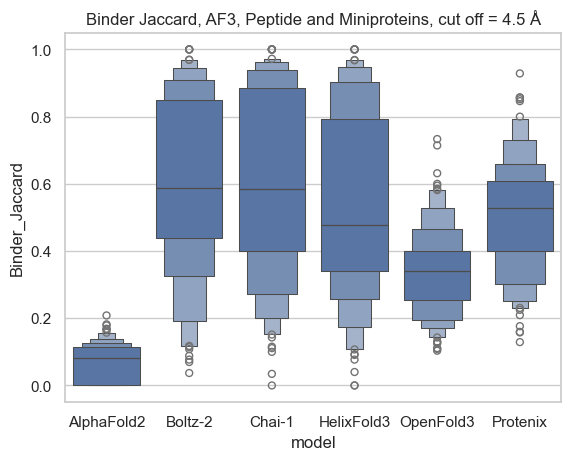 Binder Jaccard, AF3, Peptide and Miniproteins, cut off = 4.5 Å
1.0
0.8
0.6
0.4
0.2
0.0
Binder_Jaccard
AlphaFold2 Boltz-2 Chai-1 HelixFold3 OpenFold3 Protenix
model